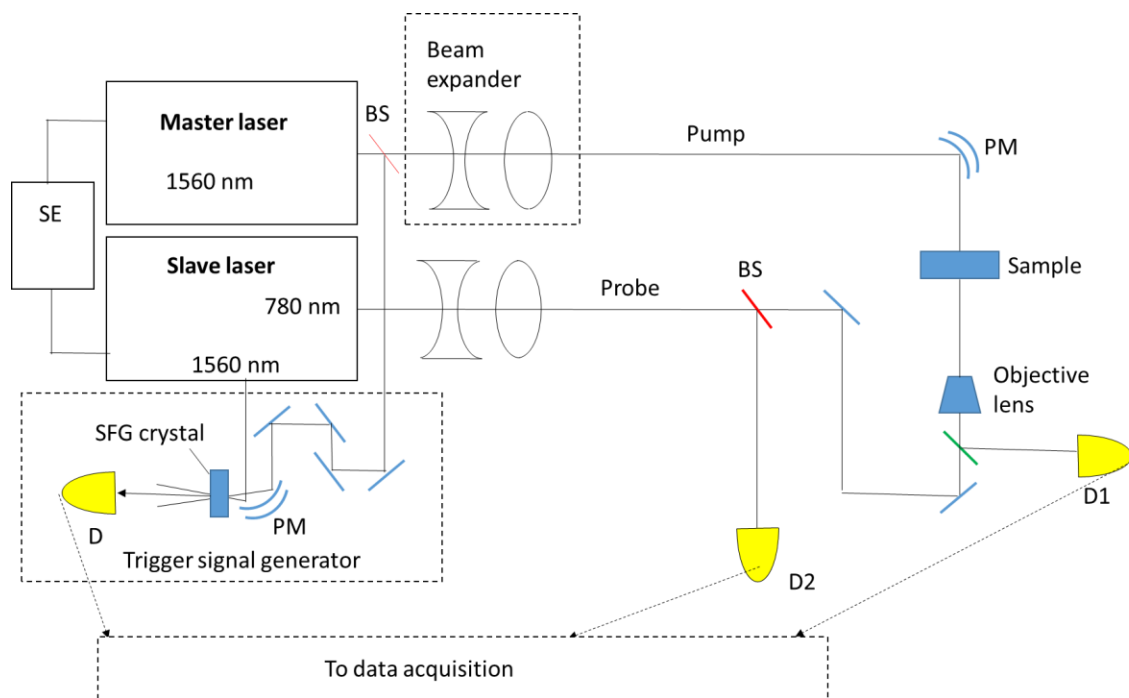 Beam
expander
Master laser
BS
1560 nm
Pump
PM
SE
Slave laser
780 nm
1560 nm
Probe
BS
Sample
Objective
lens
SFG crystal
D
PM
Trigger signal generator
D1
D2
To data acquisition